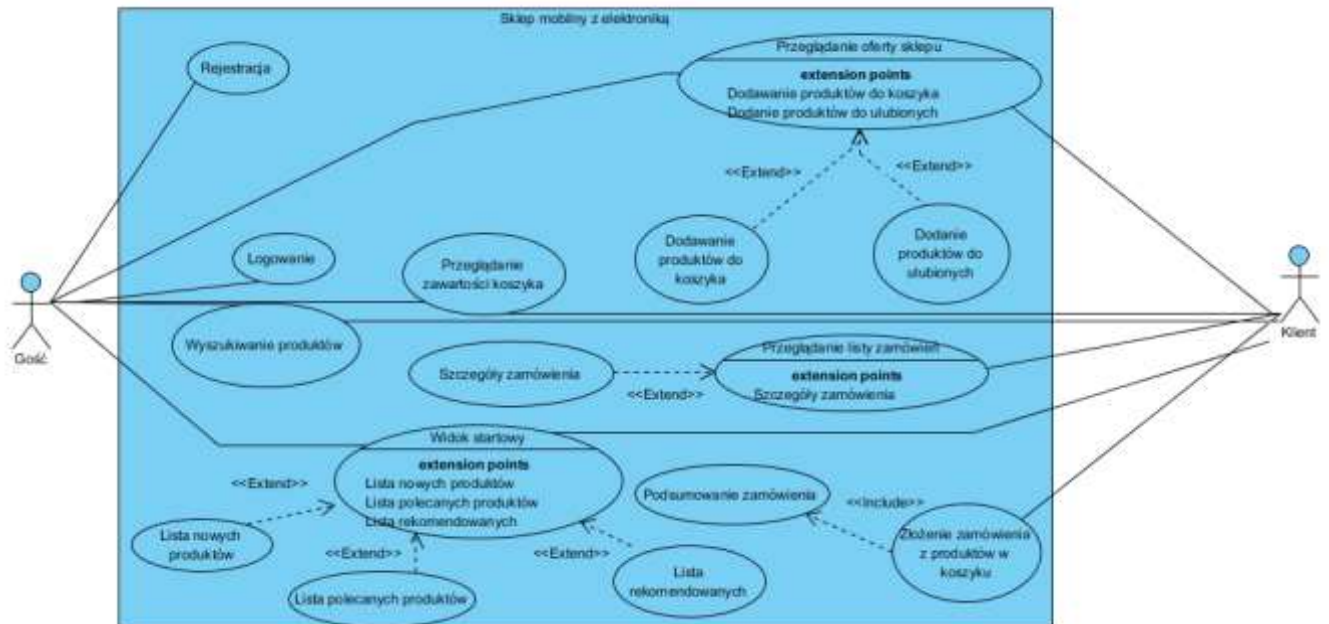 Sklep mobilny z elektroniką
Rejestracja
Przeglądanie oferty sklepu
extension points
Dodawanie produktów do koszyka
Dodanie produktów do ulubionych
<<Extend>>
<<Extend>>
Logowanie
Przeglądanie
zawartości koszyka
Dodawanie
produktów do
koszyka
Dodanie
produktów do
ulubionych
Gość
Klient
Wyszukiwanie produktów
Szczegóły zamówienia
<<Extend>>
Przeglądanie listy zamówień
extension points
Szczegóły zamówienia
Widok startowy
extension points
Lista nowych produktów
Lista polecanych produktów
Lista rekomendowanych
<<Extend>>
Lista nowych
produktów
<<Extend>>
Lista polecanych produktów
<<Extend>>
Lista
rekomendowanych
Podsumowanie zamówienia
<<Include>>
Złożenie zamówienia
z produktów w
koszyku